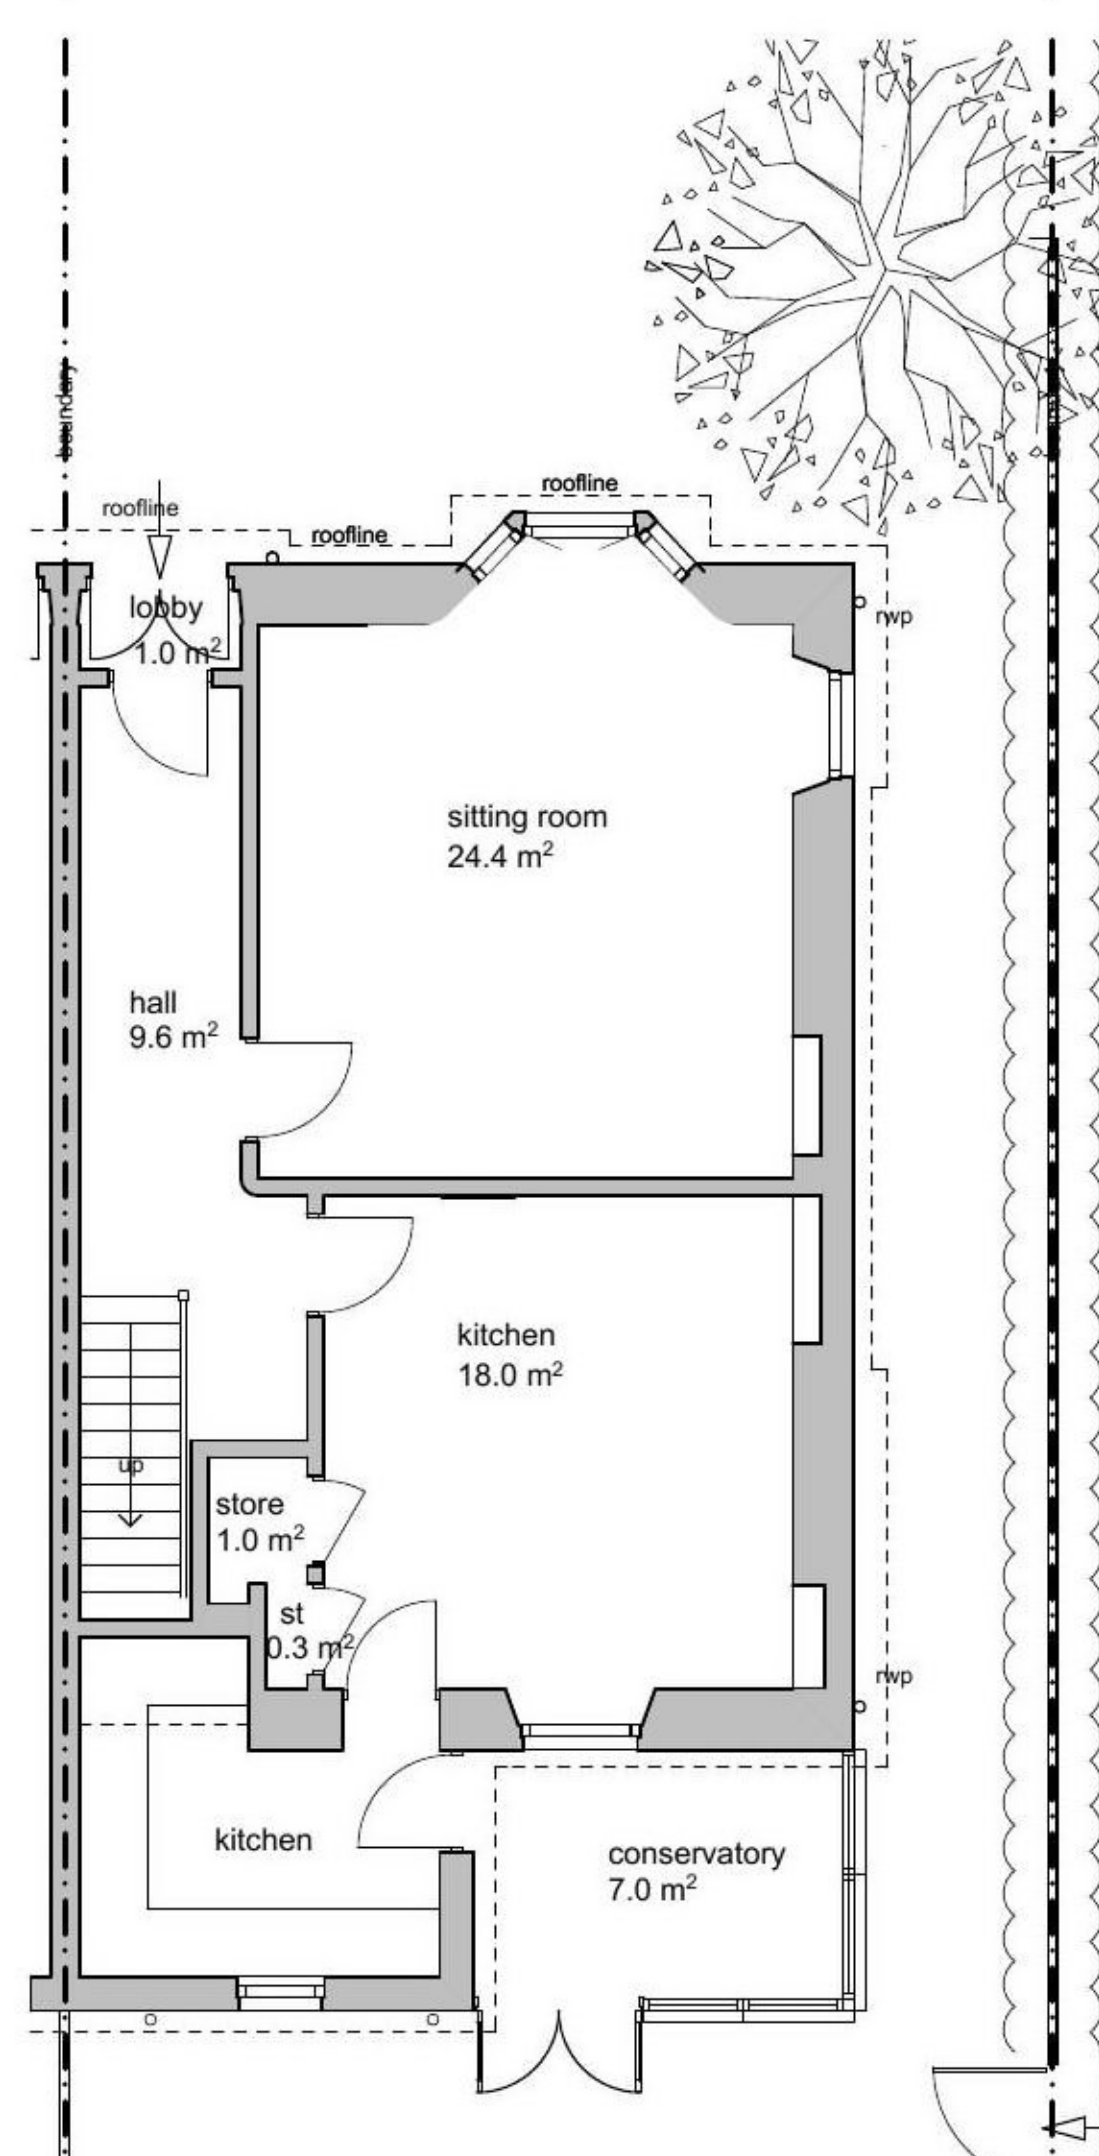 boundary
roofline
roofline
roofline
lobby
1.0 m²
rwp
sitting room
24.4 m²
hall
9.6 m²
kitchen
18.0 m²
up
store
1.0 m²
st
0.3 m²
rwp
kitchen
conservatory
7.0 m²